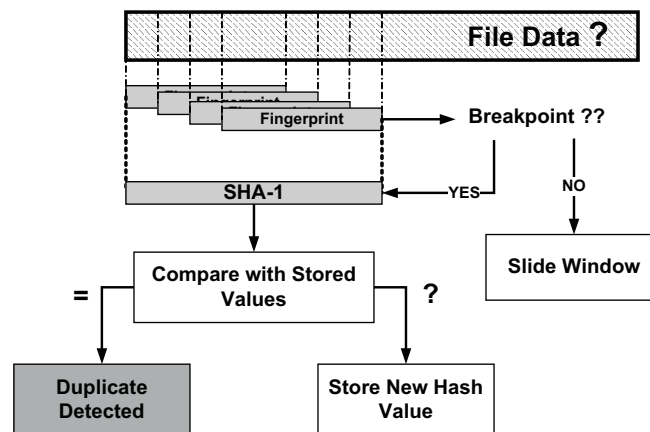 File Data ?
Fingerprint
Fingerprint
Breakpoint ??
SHA-1
YES
NO
Slide Window
Compare with Stored
Values
=
?
Duplicate
Detected
Store New Hash
Value